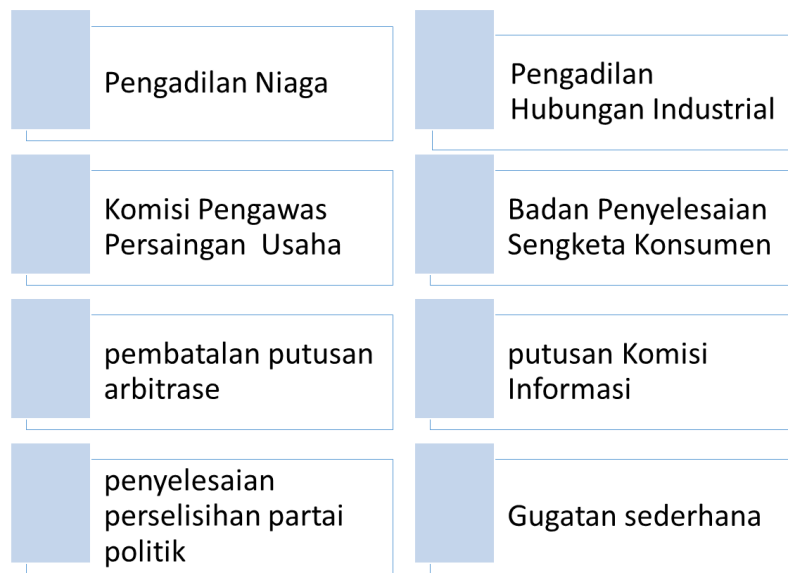 Pengadilan Niaga
Pengadilan
Hubungan Industrial
Komisi Pengawas
Persaingan  Usaha
Badan Penyelesaian
Sengketa Konsumen
pembatalan putusan
arbitrase
putusan Komisi
Informasi
penyelesaian
perselisihan partai
politik
Gugatan sederhana